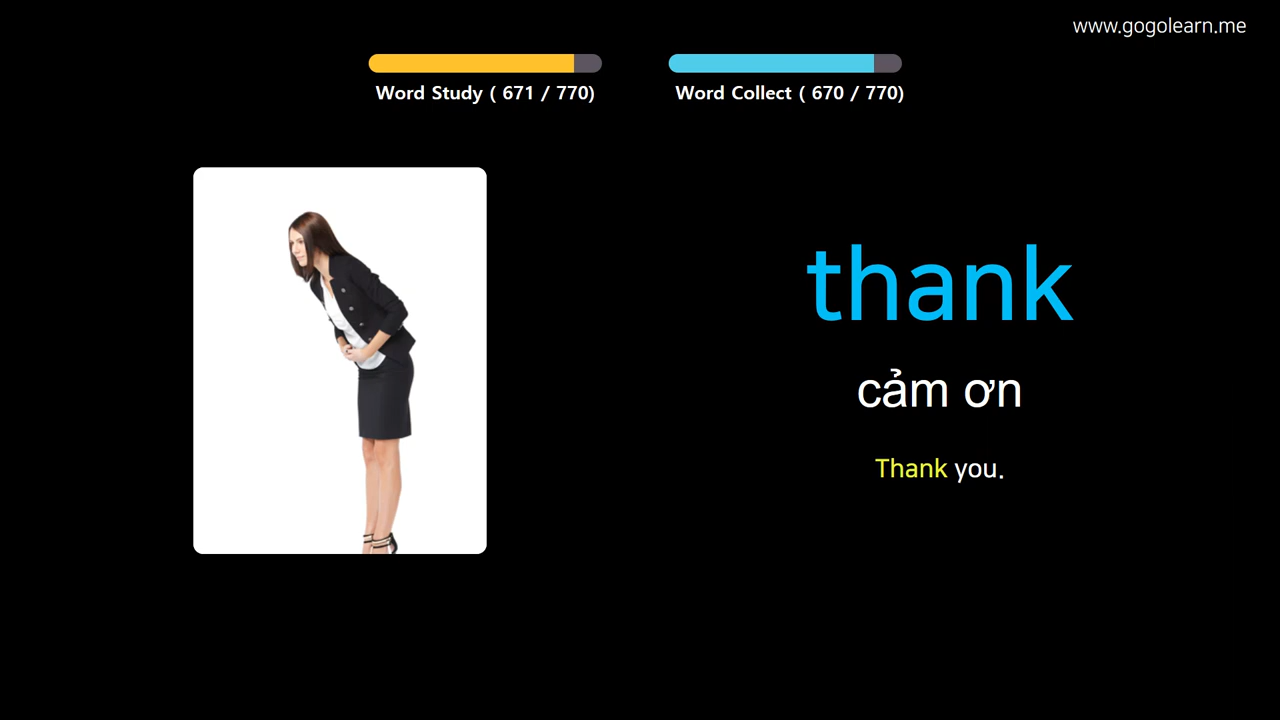 www.gogolearn.me
Word Study ( 671 / 770)
Word Collect ( 670 / 770)
thank
cảm ơn
Thank you.